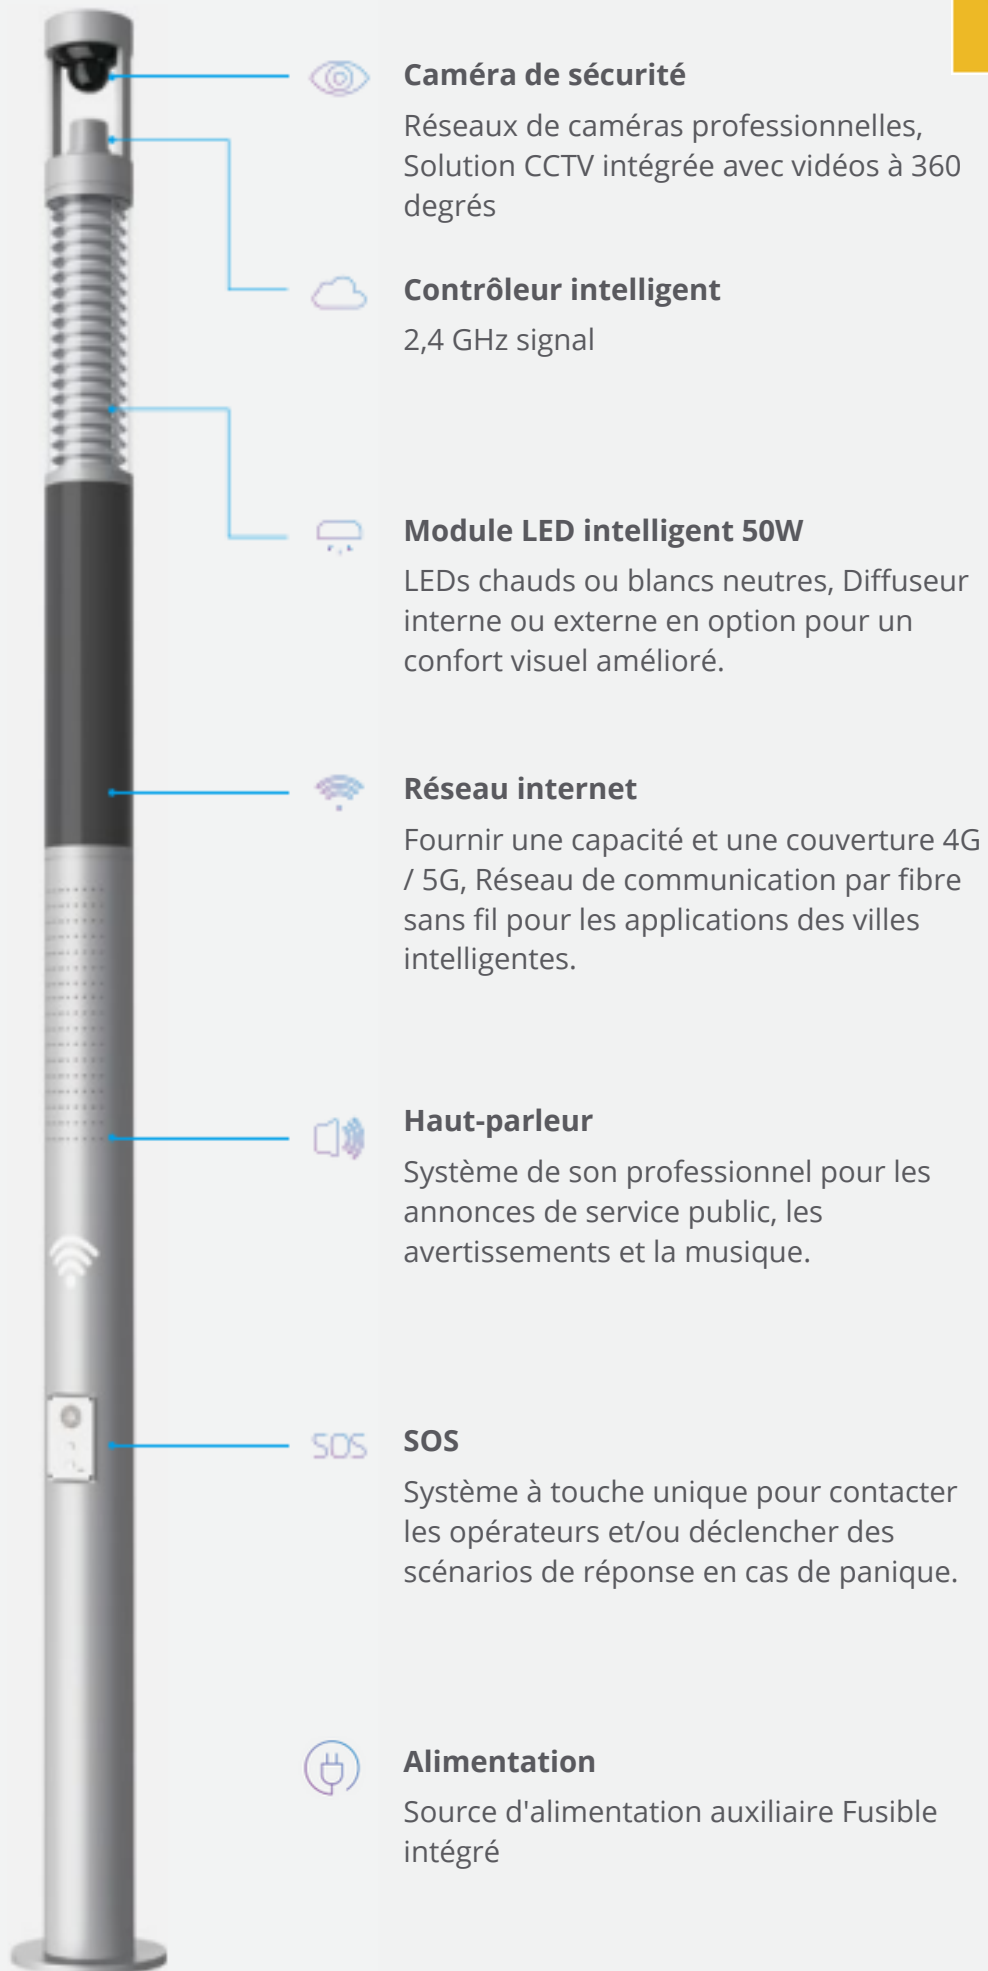 Caméra de sécurité
Réseaux de caméras professionnelles,
Solution CCTV intégrée avec vidéos à 360
degrés
Contrôleur intelligent
2,4 GHz signal
Module LED intelligent 50W
LEDs chauds ou blancs neutres, Diffuseur
interne ou externe en option pour un
confort visuel amélioré.
Réseau internet
Fournir une capacité et une couverture 4G
/ 5G, Réseau de communication par fibre
sans fil pour les applications des villes
intelligentes.
Haut-parleur
Système de son professionnel pour les
annonces de service public, les
avertissements et la musique.
SOS SOS
Système à touche unique pour contacter
les opérateurs et/ou déclencher des
scénarios de réponse en cas de panique.
Alimentation
Source d'alimentation auxiliaire Fusible
intégré